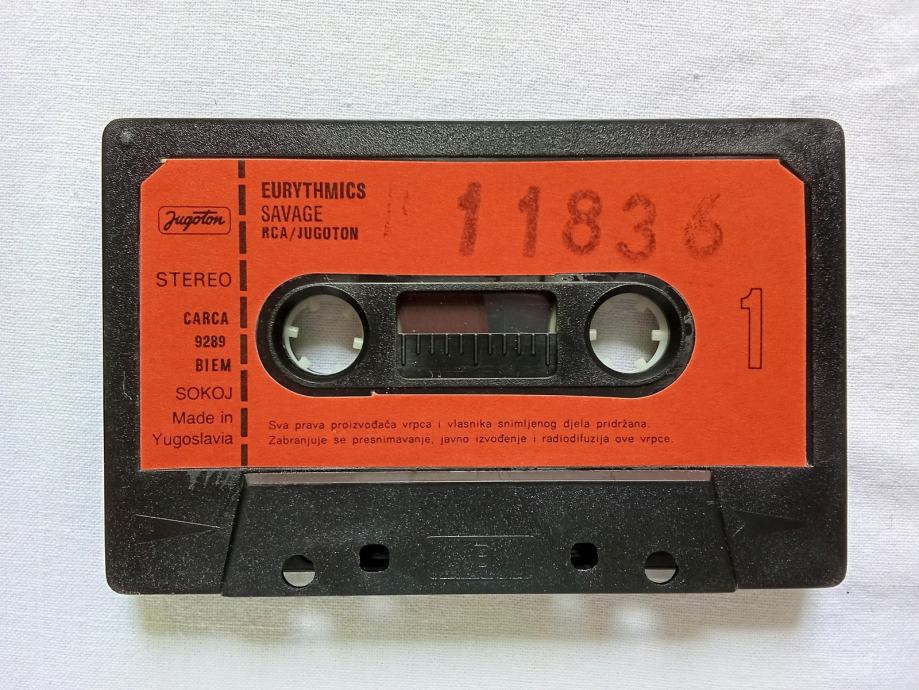 Jugoton
STEREO
CARCA
9289
BIEM
SOKOJ
Made in
Yugoslavia
EURYTHMICS
SAVAGE
RCA/JUGOTON
11836
1
Sva prava proizvođača vrpca i vlasnika snimljenog djela pridržana.
Zabranjuje se presnimavanje, javno izvođenje i radiodifuzija ove vrpce.